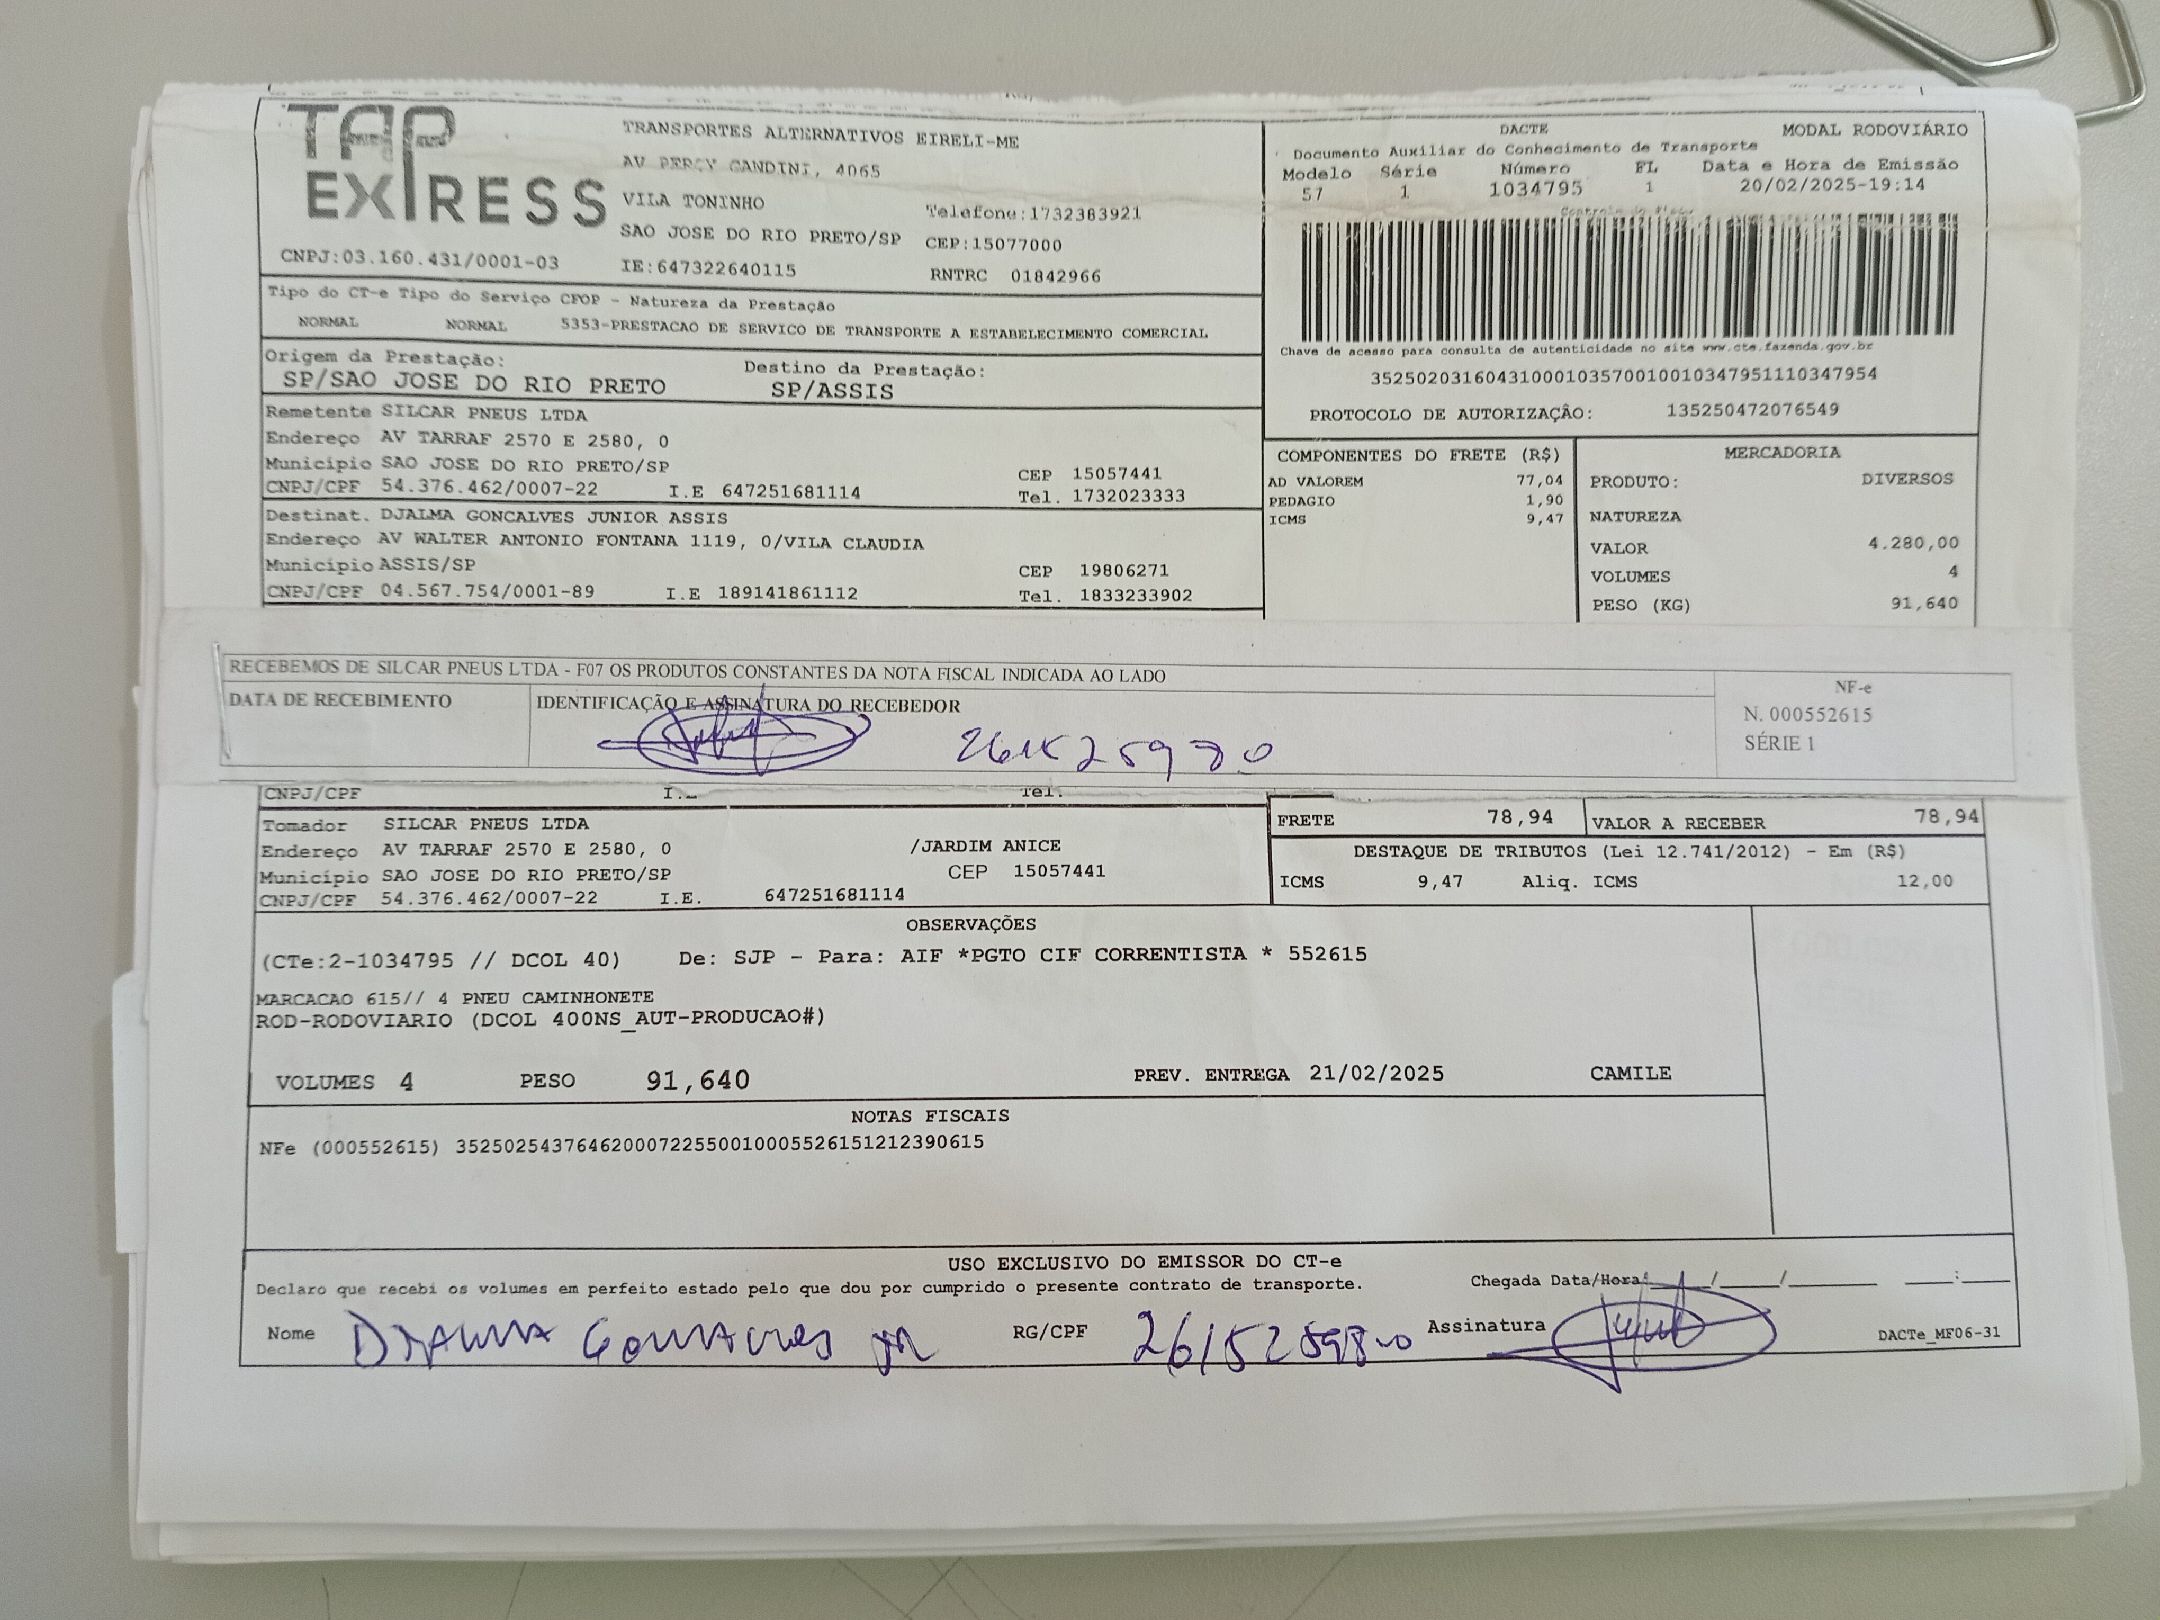 TAP EXPRESS
TRANSPORTES ALTERNATIVOS EIRELI-ME
AV PERCY GANDINI, 4065
VILA TONINHO Telefone:1732383921
SAO JOSE DO RIO PRETO/SP CEP:15077000
CNPJ:03.160.431/0001-03 IE:647322640115 RNTRC 01842966
DACTE MODAL RODOVIÁRIO
Documento Auxiliar do Conhecimento de Transporte
Modelo Série Número FL Data e Hora de Emissão
57 1 1034795 1 20/02/2025-19:14
Controle do Fisco
Chave de acesso para consulta de autenticidade no site www.cte.fazenda.gov.br
35250203160431000103570010010347951110347954
PROTOCOLO DE AUTORIZAÇÃO: 135250472076549
Tipo do CT-e Tipo do Serviço CFOP - Natureza da Prestação
NORMAL NORMAL 5353-PRESTACAO DE SERVICO DE TRANSPORTE A ESTABELECIMENTO COMERCIAL
Origem da Prestação: Destino da Prestação:
SP/SAO JOSE DO RIO PRETO SP/ASSIS
Remetente SILCAR PNEUS LTDA
Endereço AV TARRAF 2570 E 2580, 0
Município SAO JOSE DO RIO PRETO/SP CEP 15057441
CNPJ/CPF 54.376.462/0007-22 I.E 647251681114 Tel. 1732023333
Destinat. DJALMA GONCALVES JUNIOR ASSIS
Endereço AV WALTER ANTONIO FONTANA 1119, 0/VILA CLAUDIA
Município ASSIS/SP CEP 19806271
CNPJ/CPF 04.567.754/0001-89 I.E 189141861112 Tel. 1833233902
COMPONENTES DO FRETE (R$)
AD VALOREM 77,04
PEDAGIO 1,90
ICMS 9,47
MERCADORIA
PRODUTO: DIVERSOS
NATUREZA
VALOR 4.280,00
VOLUMES 4
PESO (KG) 91,640
RECEBEMOS DE SILCAR PNEUS LTDA - F07 OS PRODUTOS CONSTANTES DA NOTA FISCAL INDICADA AO LADO
DATA DE RECEBIMENTO IDENTIFICAÇÃO E ASSINATURA DO RECEBEDOR
NF-e
N. 000552615
SÉRIE 1
CNPJ/CPF Tel.
Tomador SILCAR PNEUS LTDA
Endereço AV TARRAF 2570 E 2580, 0 /JARDIM ANICE
Município SAO JOSE DO RIO PRETO/SP CEP 15057441
CNPJ/CPF 54.376.462/0007-22 I.E. 647251681114
FRETE 78,94 VALOR A RECEBER 78,94
DESTAQUE DE TRIBUTOS (Lei 12.741/2012) - Em (R$)
ICMS 9,47 Aliq. ICMS 12,00
OBSERVAÇÕES
(CTe:2-1034795 // DCOL 40) De: SJP - Para: AIF *PGTO CIF CORRENTISTA * 552615
MARCACAO 615// 4 PNEU CAMINHONETE
ROD-RODOVIARIO (DCOL 400NS_AUT-PRODUCAO#)
VOLUMES 4 PESO 91,640 PREV. ENTREGA 21/02/2025 CAMILE
NOTAS FISCAIS
NFe (000552615) 35250254376462000722550010005526151212390615
USO EXCLUSIVO DO EMISSOR DO CT-e
Declaro que recebi os volumes em perfeito estado pelo que dou por cumprido o presente contrato de transporte. Chegada Data/Hora: __/__/____ __:__
Nome Djalma Goncalves Jr RG/CPF Assinatura DACTe_MF06-31